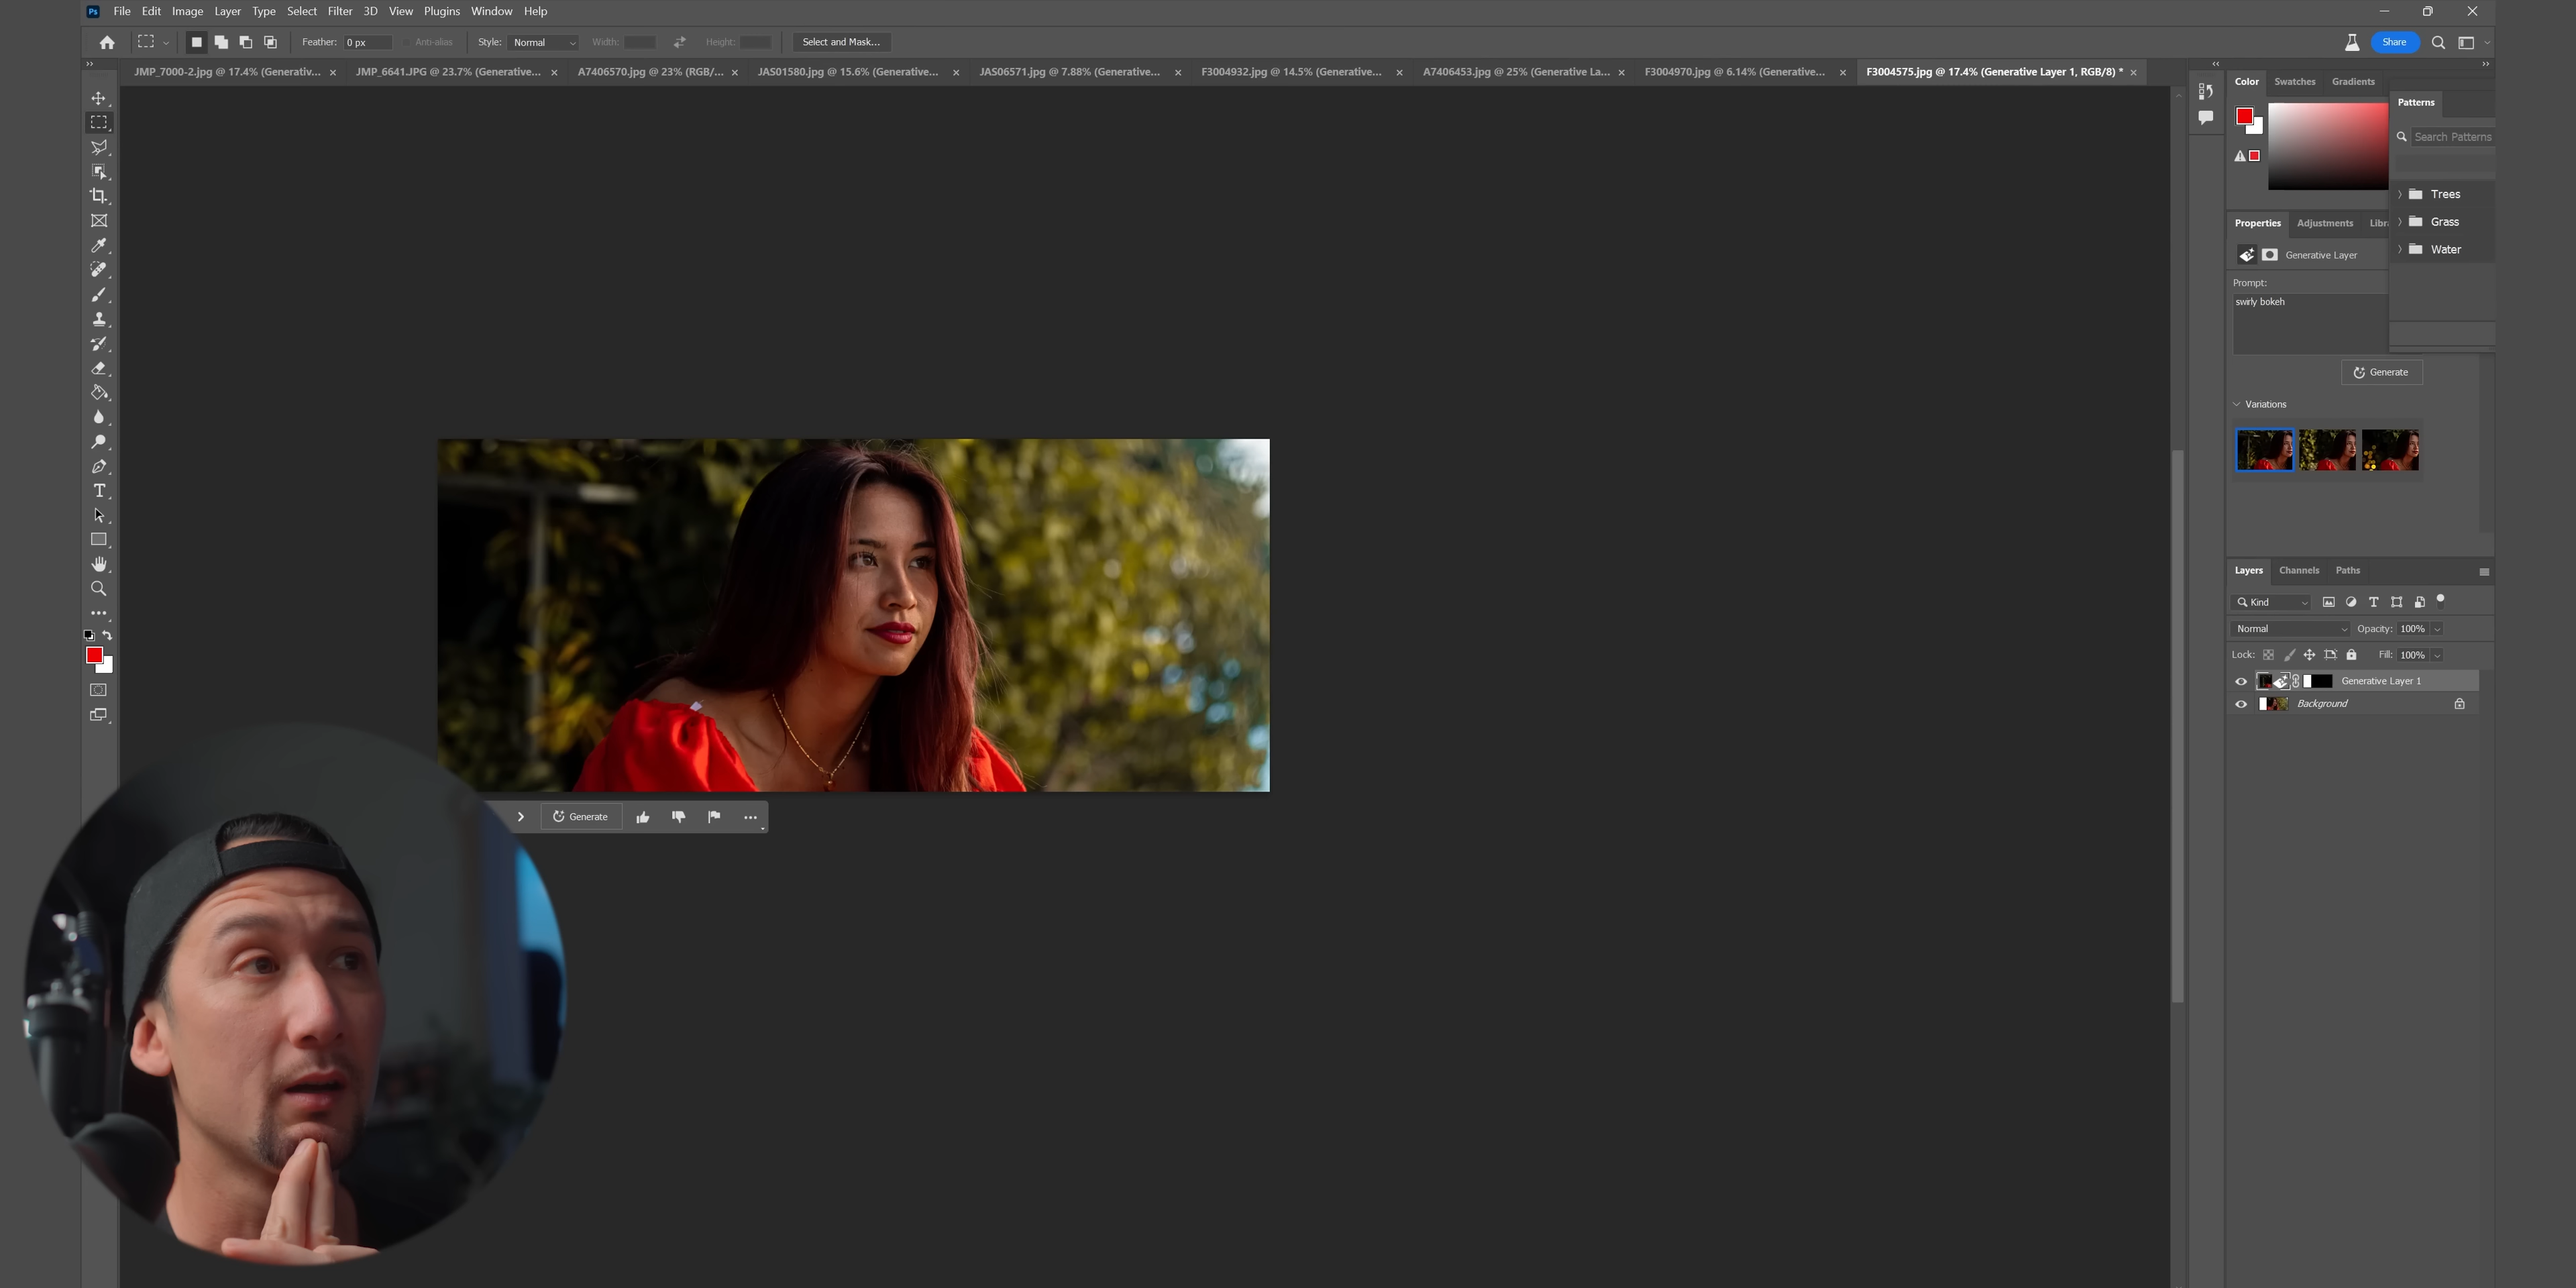 Ps File Edit Image Layer Type Select Filter 3D View Plugins Window Help
Feather: 0 px Anti-alias Style: Normal Width: Height: Select and Mask... Share
JMP_7000-2.jpg @ 17.4% (Generativ... × JMP_6641.JPG @ 23.7% (Generative... × A7406570.jpg @ 23% (RGB/... × JAS01580.jpg @ 15.6% (Generative... × JAS06571.jpg @ 7.88% (Generative... × F3004932.jpg @ 14.5% (Generative... × A7406453.jpg @ 25% (Generative La... × F3004970.jpg @ 6.14% (Generative... × F3004575.jpg @ 17.4% (Generative Layer 1, RGB/8) * ×
Color Swatches Gradients
Patterns
Search Patterns
Trees
Grass
Water
Properties Adjustments Libr
Generative Layer
Prompt:
swirly bokeh
Generate
Variations
Layers Channels Paths
Kind
Normal Opacity: 100%
Lock: Fill: 100%
Generative Layer 1
Background
Generate